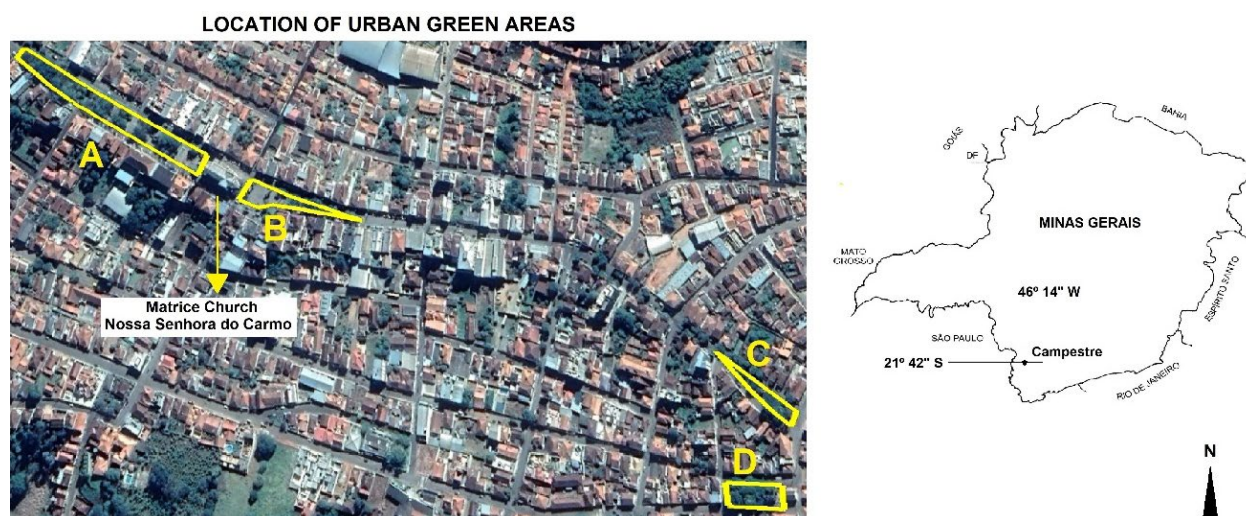 LOCATION OF URBAN GREEN AREAS
A
B
Matrice Church
Nossa Senhora do Carmo
C
D
BAHIA
GOIÁS
DF
MINAS GERAIS
MATO
GROSSO
46º 14'' W
ESPÍRITO SANTO
SÃO PAULO
Campestre
21º 42'' S
RIO DE JANEIRO
N